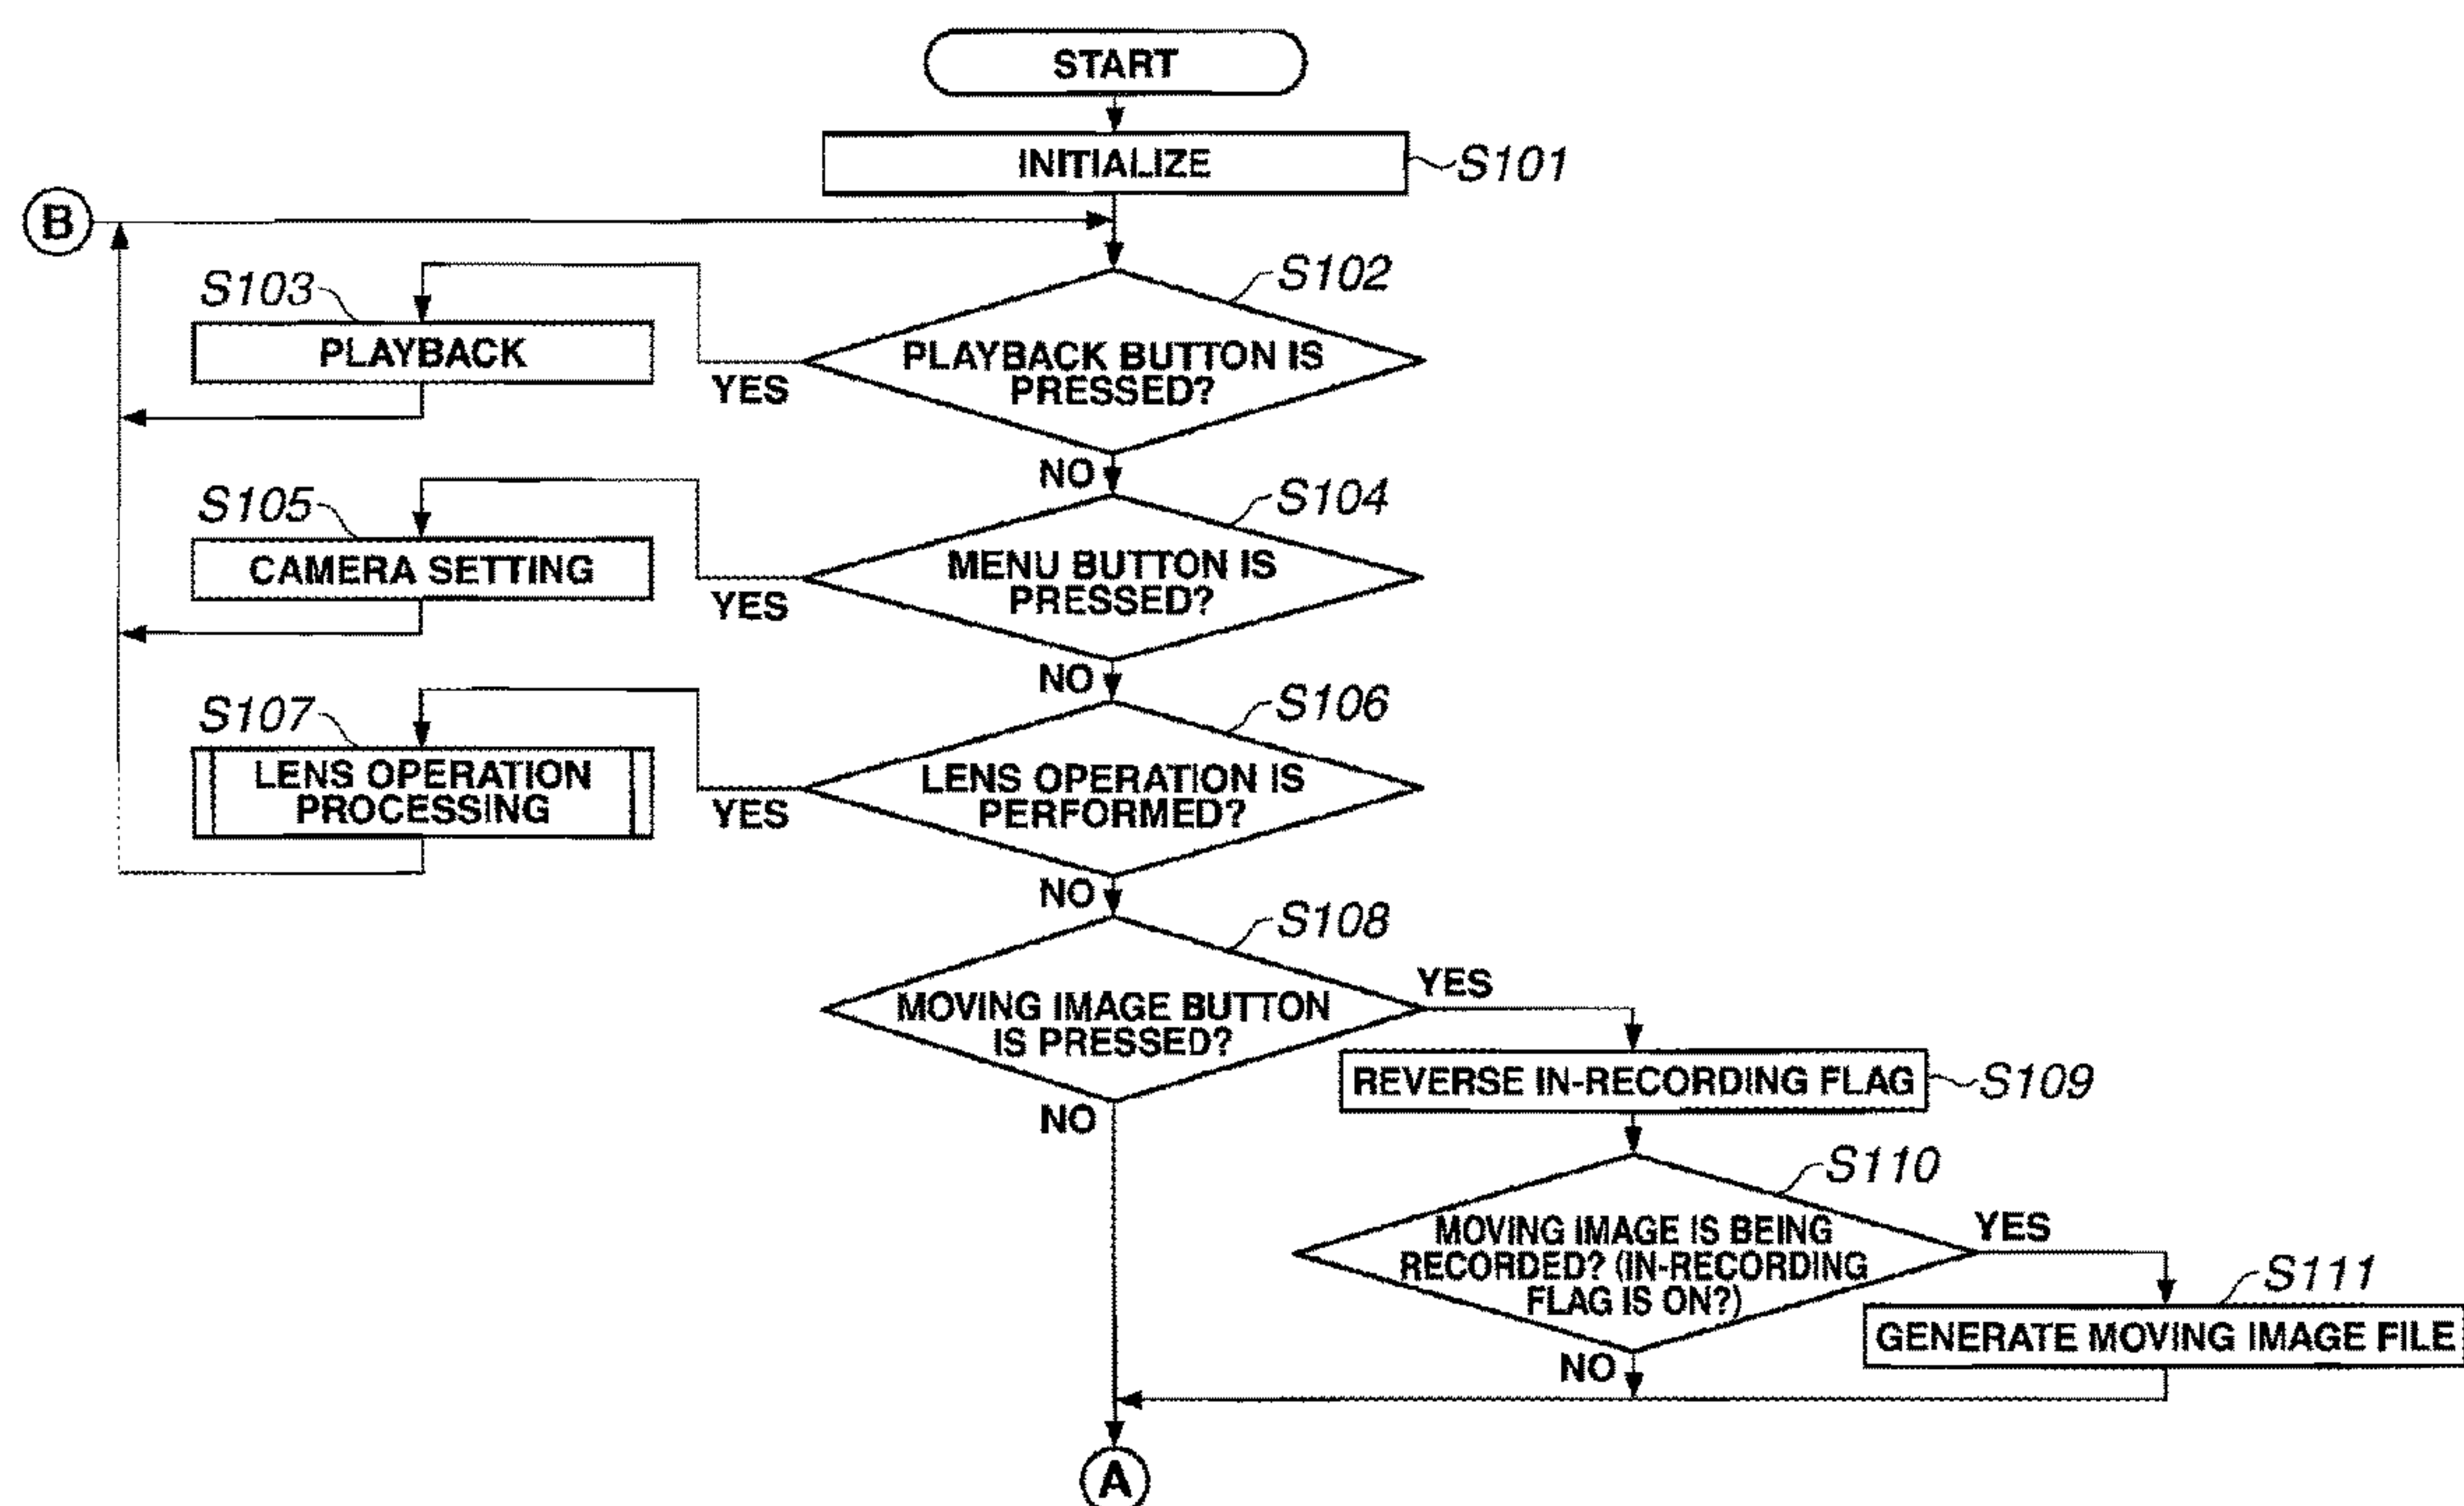 START
INITIALIZE
S101
B
S102
S103
PLAYBACK
PLAYBACK BUTTON IS
PRESSED?
YES
NO
S104
S105
CAMERA SETTING
MENU BUTTON IS
PRESSED?
YES
NO
S106
S107
LENS OPERATION
PROCESSING
LENS OPERATION IS
PERFORMED?
YES
NO
S108
MOVING IMAGE BUTTON
IS PRESSED?
YES
NO
REVERSE IN-RECORDING FLAG
S109
S110
MOVING IMAGE IS BEING
RECORDED? (IN-RECORDING
FLAG IS ON?)
YES
NO
S111
GENERATE MOVING IMAGE FILE
A